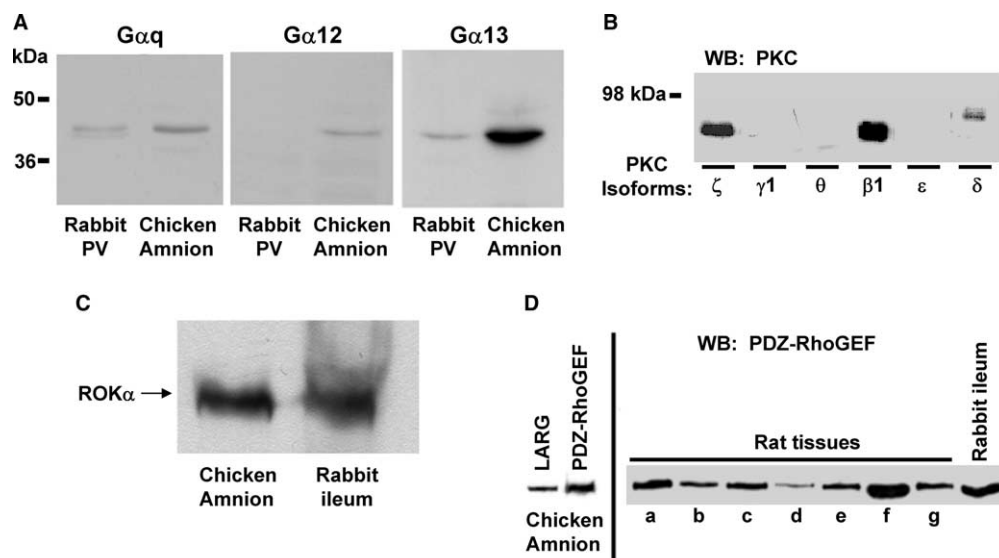 A
Gαq
Gα12
Gα13
kDa
50
36
Rabbit PV
Chicken Amnion
Rabbit PV
Chicken Amnion
Rabbit PV
Chicken Amnion
B
WB: PKC
98 kDa
PKC
Isoforms: ζ γ1 θ β1 ε δ
C
ROKα
Chicken Amnion
Rabbit ileum
D
WB: PDZ-RhoGEF
LARG
PDZ-RhoGEF
Rat tissues
Rabbit ileum
a b c d e f g
Chicken
Amnion